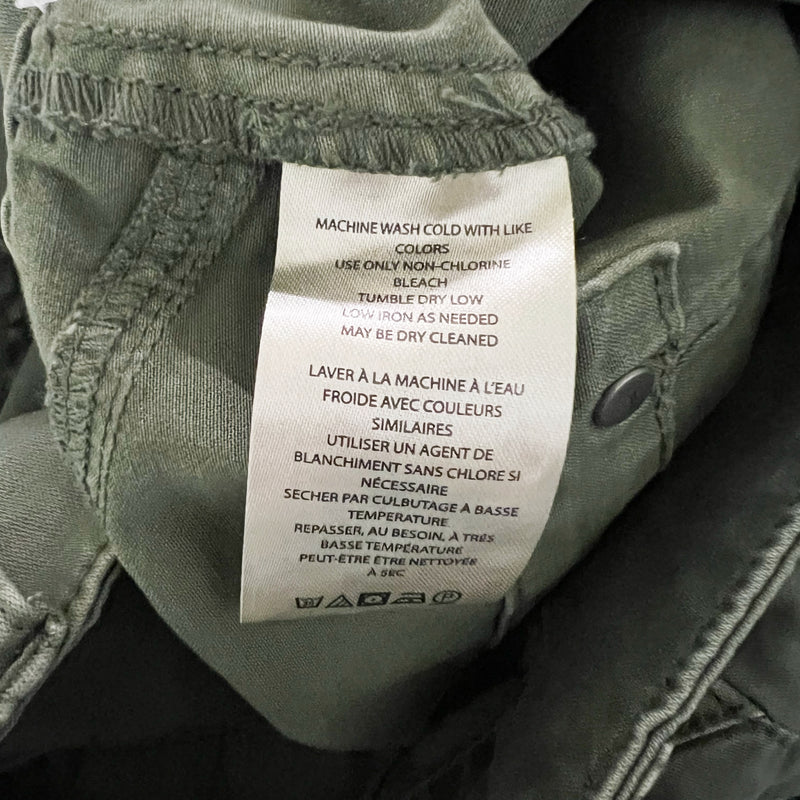 MACHINE WASH COLD WITH LIKE
COLORS
USE ONLY NON-CHLORINE
BLEACH
TUMBLE DRY LOW
LOW IRON AS NEEDED
MAY BE DRY CLEANED
LAVER À LA MACHINE À L'EAU
FROIDE AVEC COULEURS
SIMILAIRES
UTILISER UN AGENT DE
BLANCHIMENT SANS CHLORE SI
NÉCESSAIRE
SECHER PAR CULBUTAGE A BASSE
TEMPERATURE
REPASSER, AU BESOIN, À TRÈS
BASSE TEMPÉRATURE
PEUT-ÊTRE ÊTRE NETTOYÉE
À SEC